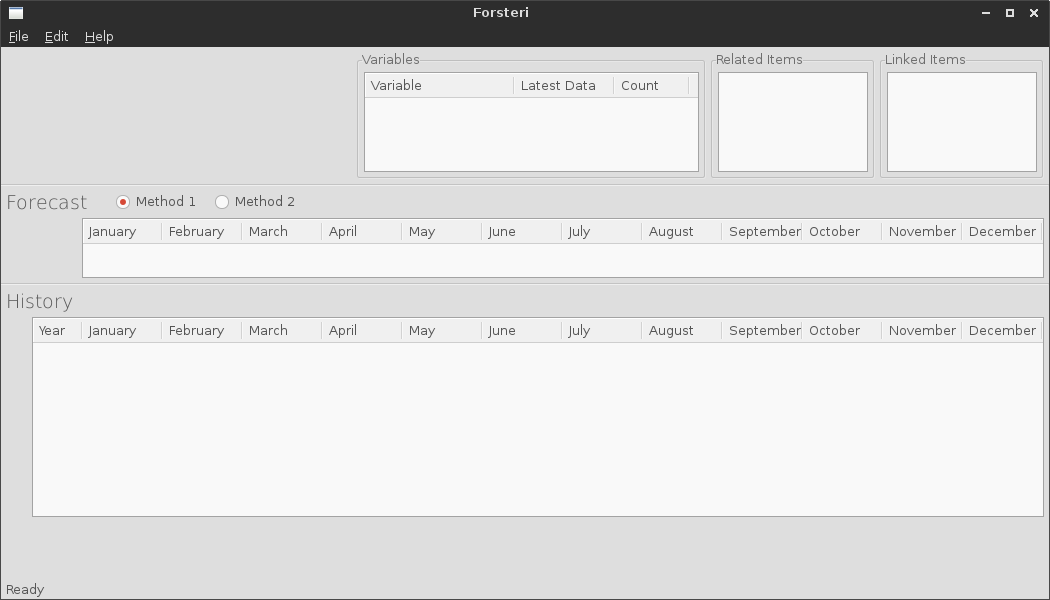 Forsteri
File Edit Help
Variables Related Items Linked Items
Variable Latest Data Count
Forecast Method 1 Method 2
January February March April May June July August September October November December
History
Year January February March April May June July August September October November December
Ready